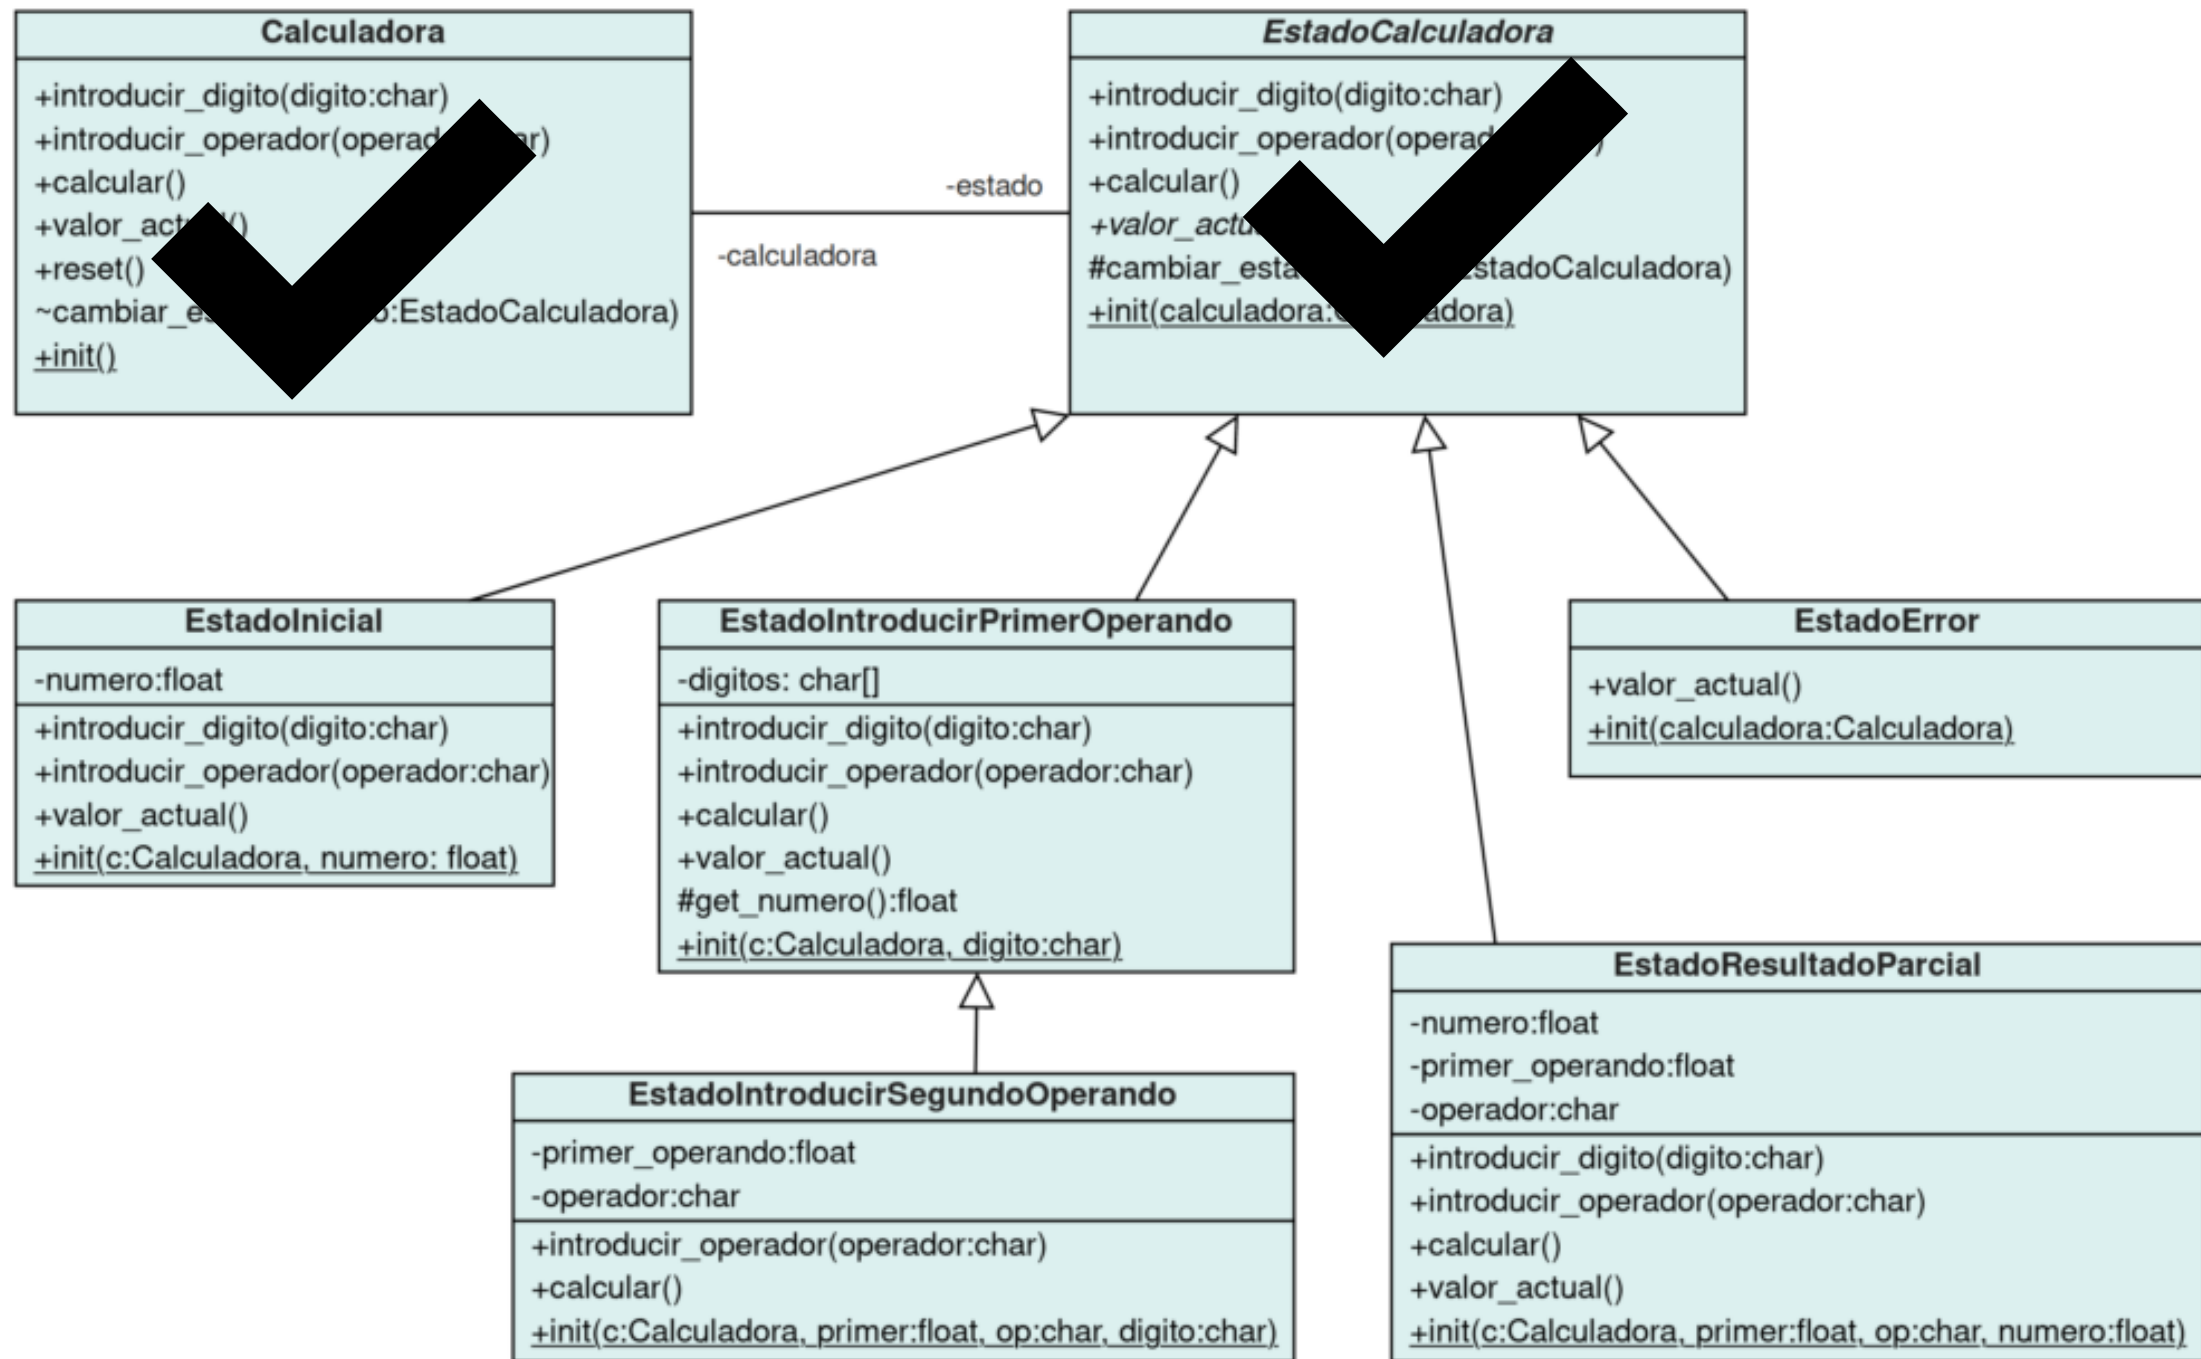 Calculadora
+introducir_digito(digito:char)
+introducir_operador(operad ar)
+calcular()
+valor_act ()
+reset()
~cambiar_es o:EstadoCalculadora)
+init()
-estado
-calculadora
EstadoCalculadora
+introducir_digito(digito:char)
+introducir_operador(operad )
+calcular()
+valor_actu
#cambiar_esta stadoCalculadora)
+init(calculadora: adora)
EstadoInicial
-numero:float
+introducir_digito(digito:char)
+introducir_operador(operador:char)
+valor_actual()
+init(c:Calculadora, numero: float)
EstadoIntroducirPrimerOperando
-digitos: char[]
+introducir_digito(digito:char)
+introducir_operador(operador:char)
+calcular()
+valor_actual()
#get_numero():float
+init(c:Calculadora, digito:char)
EstadoError
+valor_actual()
+init(calculadora:Calculadora)
EstadoIntroducirSegundoOperando
-primer_operando:float
-operador:char
+introducir_operador(operador:char)
+calcular()
+init(c:Calculadora, primer:float, op:char, digito:char)
EstadoResultadoParcial
-numero:float
-primer_operando:float
-operador:char
+introducir_digito(digito:char)
+introducir_operador(operador:char)
+calcular()
+valor_actual()
+init(c:Calculadora, primer:float, op:char, numero:float)